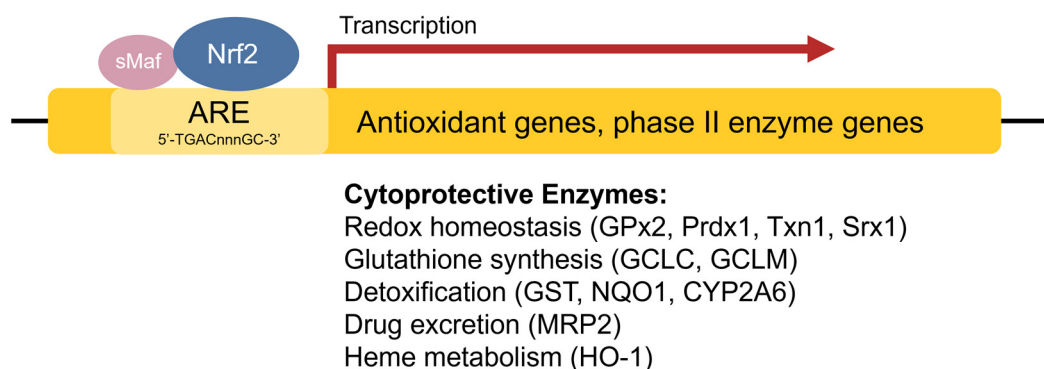 Transcription
sMaf
Nrf2
ARE
5'-TGACnnnGC-3'
Antioxidant genes, phase II enzyme genes
Cytoprotective Enzymes:
Redox homeostasis (GPx2, Prdx1, Txn1, Srx1)
Glutathione synthesis (GCLC, GCLM)
Detoxification (GST, NQO1, CYP2A6)
Drug excretion (MRP2)
Heme metabolism (HO-1)